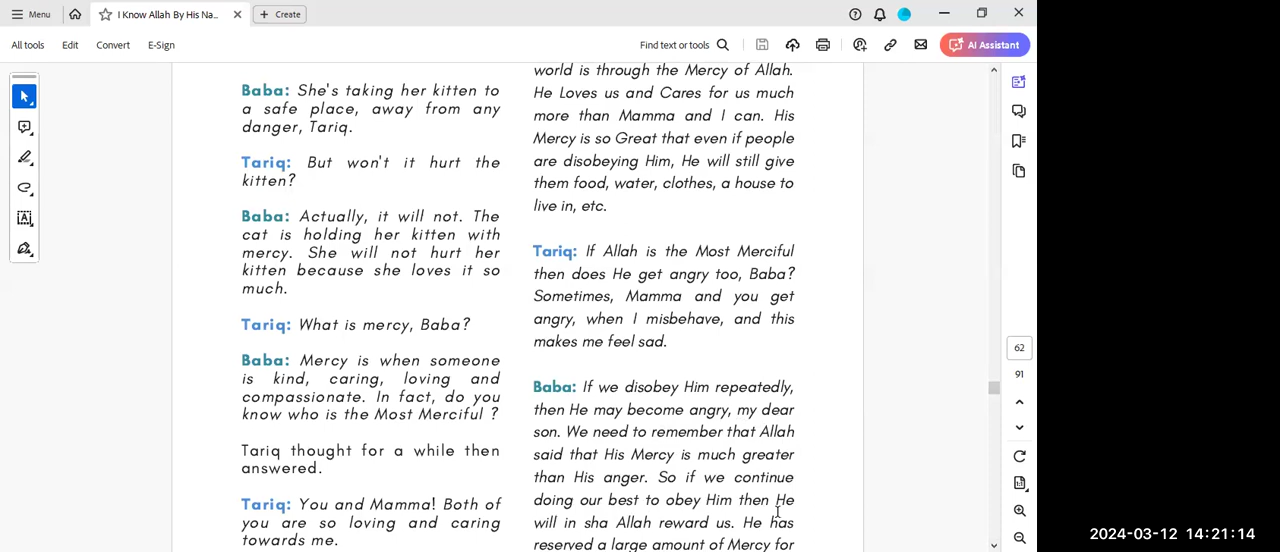 Menu
I Know Allah By His Na...
Create
All tools
Edit
Convert
E-Sign
Find text or tools
AI Assistant
Baba: She's taking her kitten to
a safe place, away from any
danger, Tariq.
Tariq: But won't it hurt the
kitten?
Baba: Actually, it will not. The
cat is holding her kitten with
mercy. She will not hurt her
kitten because she loves it so
much.
Tariq: What is mercy, Baba?
Baba: Mercy is when someone
is kind, caring, loving and
compassionate. In fact, do you
know who is the Most Merciful ?
Tariq thought for a while then
answered.
Tariq: You and Mamma! Both of
you are so loving and caring
towards me.
world is through the Mercy of Allah.
He Loves us and Cares for us much
more than Mamma and I can. His
Mercy is so Great that even if people
are disobeying Him, He will still give
them food, water, clothes, a house to
live in, etc.
Tariq: If Allah is the Most Merciful
then does He get angry too, Baba?
Sometimes, Mamma and you get
angry, when I misbehave, and this
makes me feel sad.
Baba: If we disobey Him repeatedly,
then He may become angry, my dear
son. We need to remember that Allah
said that His Mercy is much greater
than His anger. So if we continue
doing our best to obey Him then He
will in sha Allah reward us. He has
reserved a large amount of Mercy for
62
91
2024-03-12 14:21:14